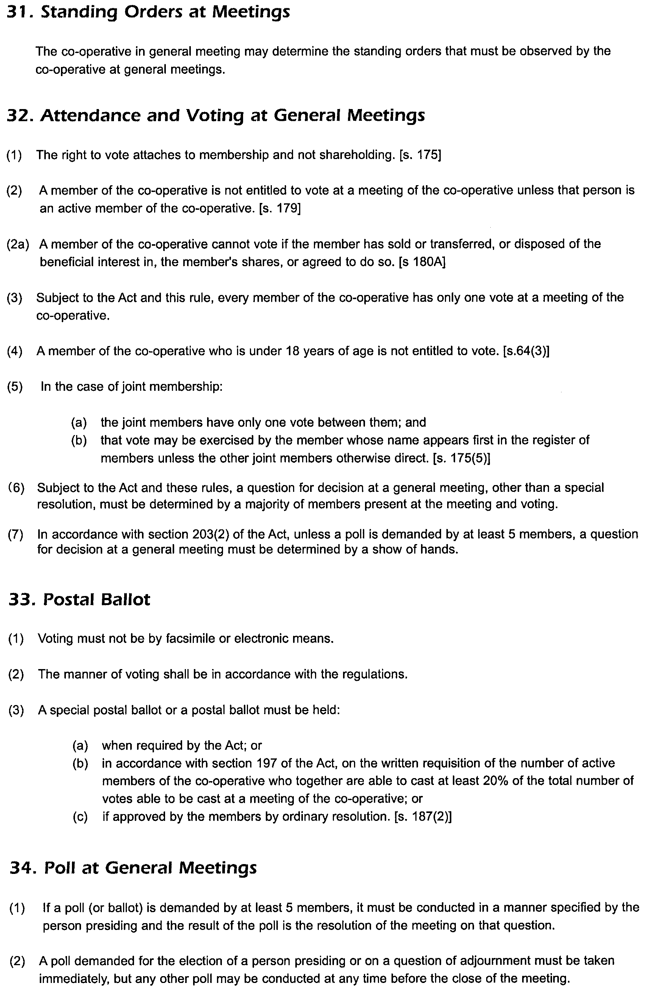 31. Standing Orders at Meetings
The co-operative in general meeting may determine the standing orders that must be observed by the
co-operative at general meetings.
32. Attendance and Voting at General Meetings
(1) The right to vote attaches to membership and not shareholding. [s. 175]
(2) A member of the co-operative is not entitled to vote at a meeting of the co-operative unless that person is
an active member of the co-operative. [s. 179]
(2a) A member of the co-operative cannot vote if the member has sold or transferred, or disposed of the
beneficial interest in, the member's shares, or agreed to do so. [s 180A]
(3) Subject to the Act and this rule, every member of the co-operative has only one vote at a meeting of the
co-operative.
(4) A member of the co-operative who is under 18 years of age is not entitled to vote. [s.64(3)]
(5) In the case of joint membership:
(a) the joint members have only one vote between them; and
(b) that vote may be exercised by the member whose name appears first in the register of
members unless the other joint members otherwise direct. [s. 175(5)]
(6) Subject to the Act and these rules, a question for decision at a general meeting, other than a special
resolution, must be determined by a majority of members present at the meeting and voting.
(7) In accordance with section 203(2) of the Act, unless a poll is demanded by at least 5 members, a question
for decision at a general meeting must be determined by a show of hands.
33. Postal Ballot
(1) Voting must not be by facsimile or electronic means.
(2) The manner of voting shall be in accordance with the regulations.
(3) A special postal ballot or a postal ballot must be held:
(a) when required by the Act; or
(b) in accordance with section 197 of the Act, on the written requisition of the number of active
members of the co-operative who together are able to cast at least 20% of the total number of
votes able to be cast at a meeting of the co-operative; or
(c) if approved by the members by ordinary resolution. [s. 187(2)]
34. Poll at General Meetings
(1) If a poll (or ballot) is demanded by at least 5 members, it must be conducted in a manner specified by the
person presiding and the result of the poll is the resolution of the meeting on that question.
(2) A poll demanded for the election of a person presiding or on a question of adjournment must be taken
immediately, but any other poll may be conducted at any time before the close of the meeting.